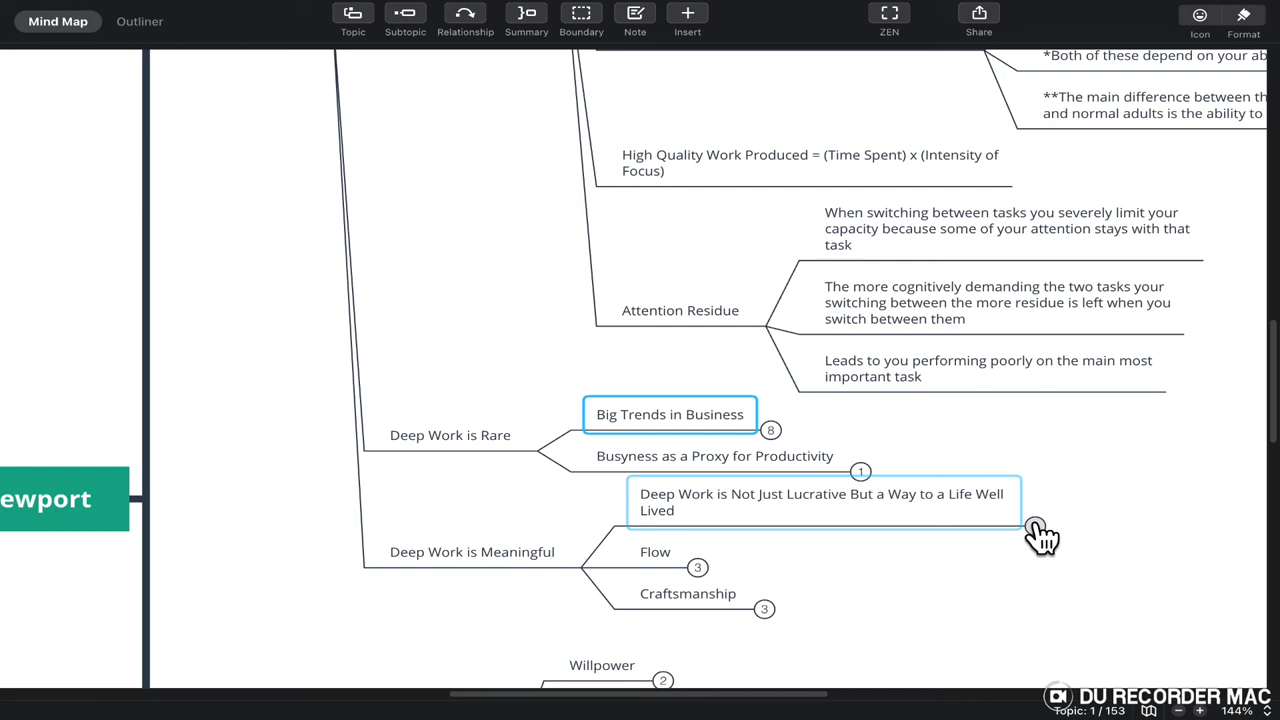 Mind Map
Outliner
Topic
Subtopic
Relationship
Summary
Boundary
Note
Insert
ZEN
Share
Icon
Format
*Both of these depend on your ab
**The main difference between th
and normal adults is the ability to
High Quality Work Produced = (Time Spent) x (Intensity of
Focus)
When switching between tasks you severely limit your
capacity because some of your attention stays with that
task
The more cognitively demanding the two tasks your
switching between the more residue is left when you
switch between them
Attention Residue
Leads to you performing poorly on the main most
important task
Big Trends in Business
8
Deep Work is Rare
Busyness as a Proxy for Productivity
1
Deep Work is Not Just Lucrative But a Way to a Life Well
Lived
ewport
Deep Work is Meaningful
Flow
3
Craftsmanship
3
Willpower
2
DU RECORDER MAC
Topic: 1 / 153
144%